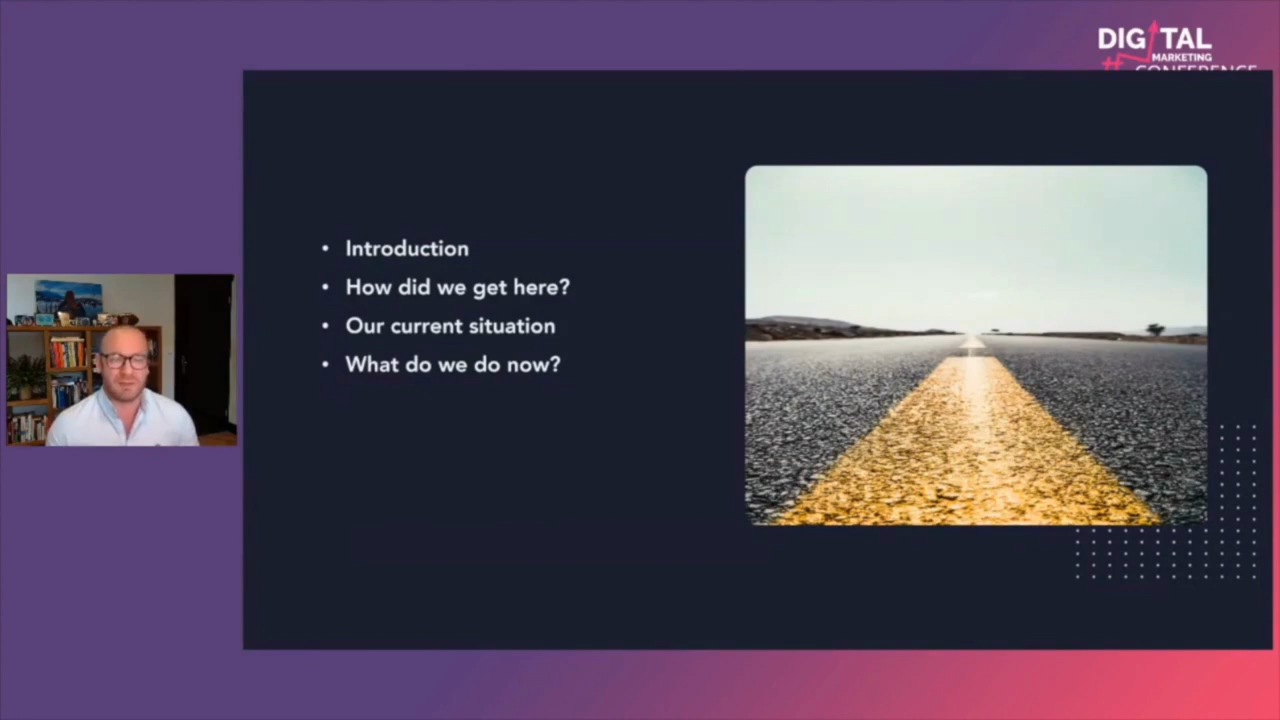 DIGITAL
MARKETING
#CONFERENCE
• Introduction
• How did we get here?
• Our current situation
• What do we do now?